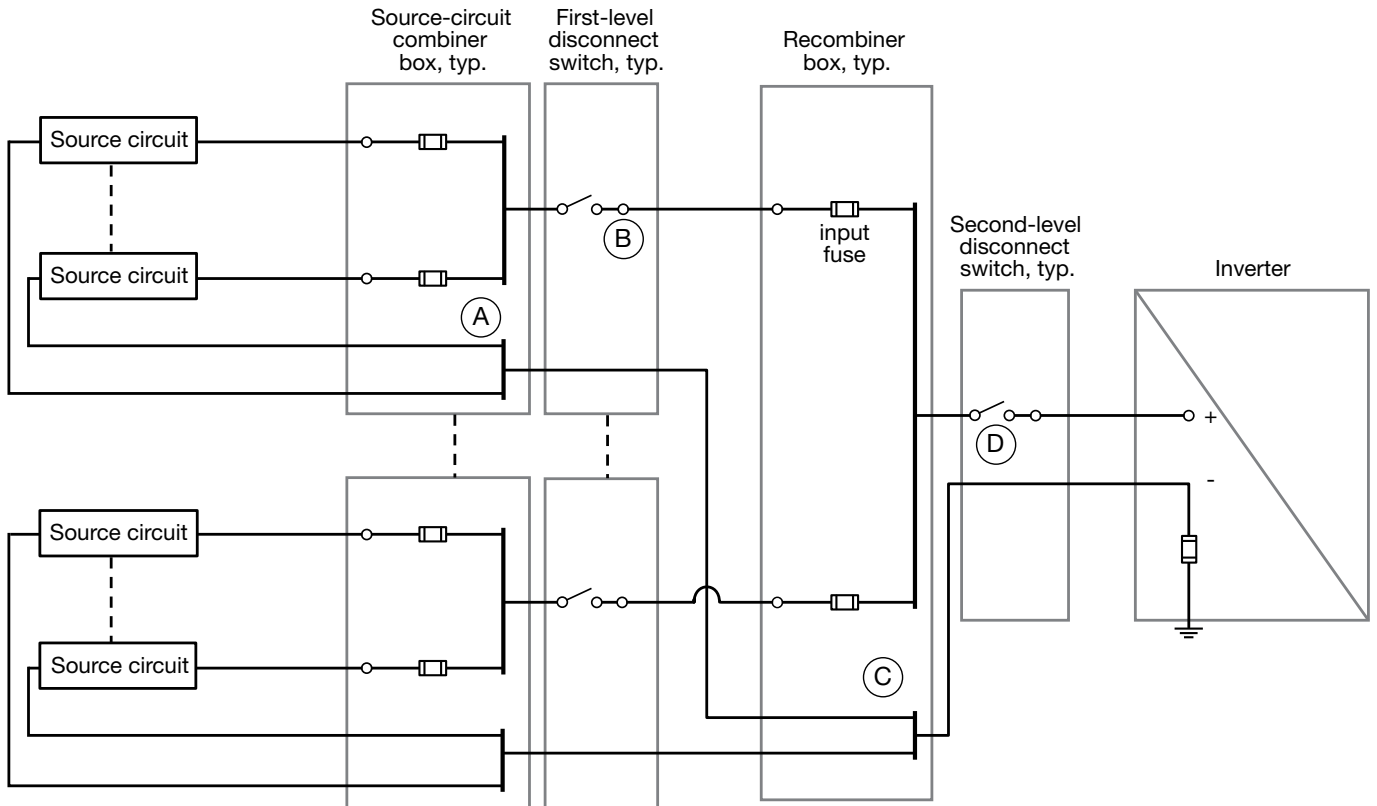 Source-circuit
combiner
box, typ.
First-level
disconnect
switch, typ.
Recombiner
box, typ.
Source circuit
Source circuit
A
B
input
fuse
Second-level
disconnect
switch, typ.
Inverter
D
+
-
Source circuit
Source circuit
C